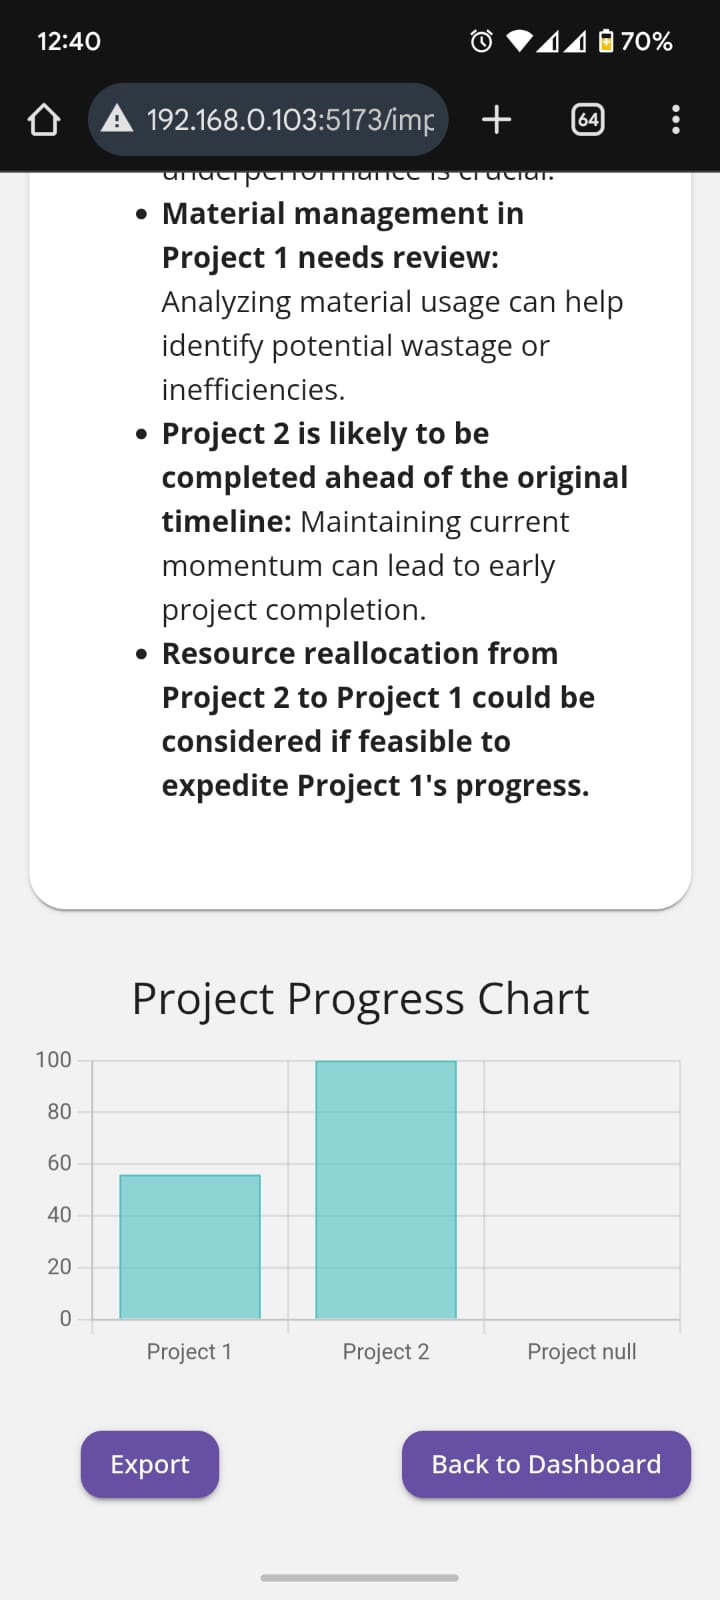 12:40
70%
192.168.0.103:5173/imp
64
underperformance is crucial.
• Material management in
Project 1 needs review:
Analyzing material usage can help
identify potential wastage or
inefficiencies.
• Project 2 is likely to be
completed ahead of the original
timeline: Maintaining current
momentum can lead to early
project completion.
• Resource reallocation from
Project 2 to Project 1 could be
considered if feasible to
expedite Project 1's progress.
Project Progress Chart
100
80
60
40
20
0
Project 1
Project 2
Project null
Export
Back to Dashboard